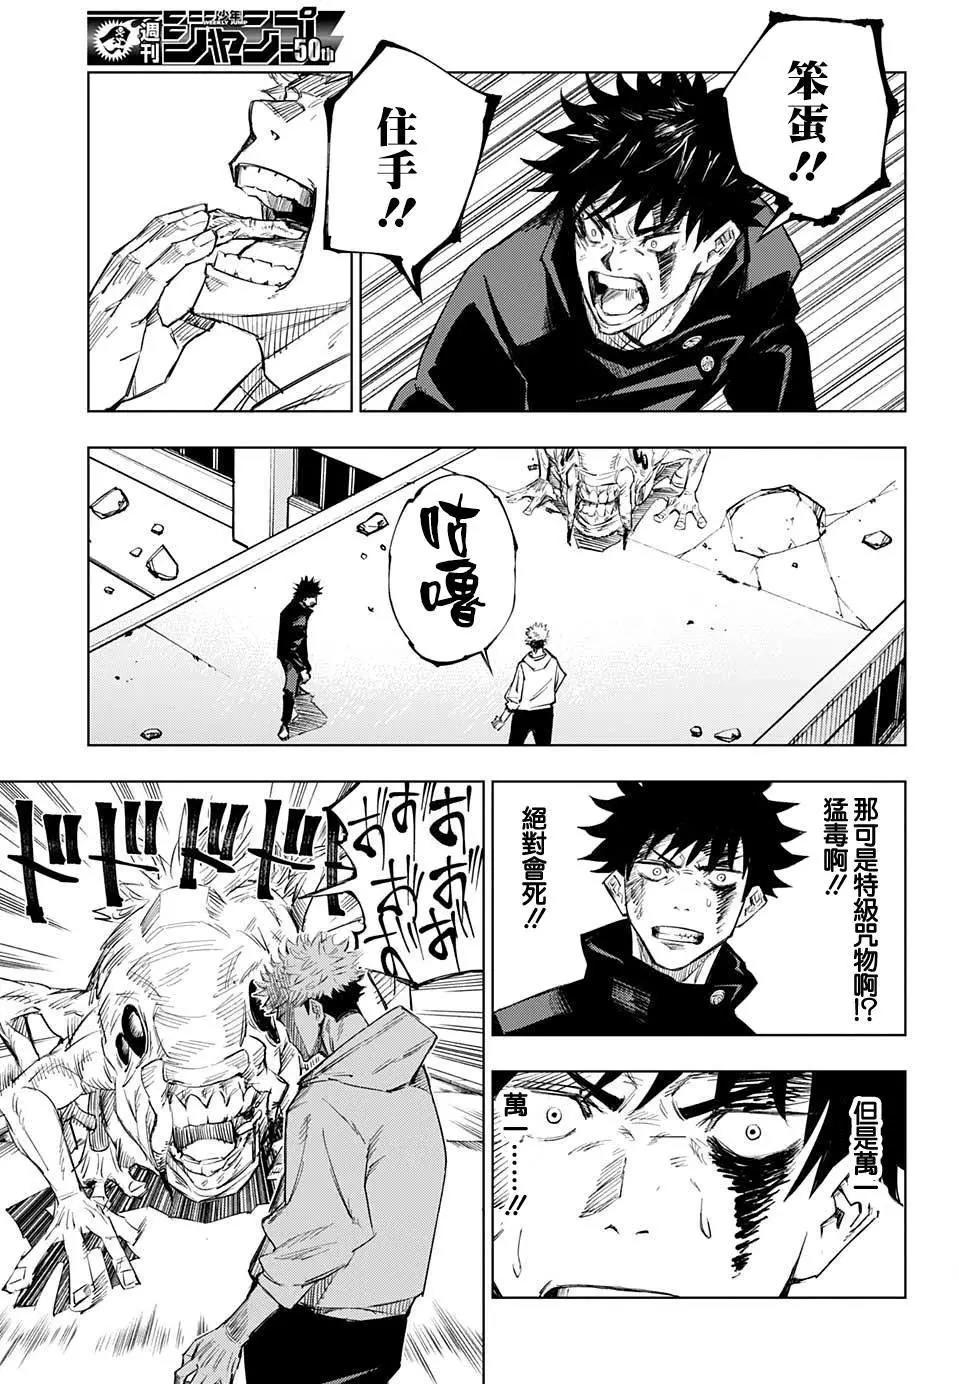 週刊
少年
WEEKLY JUMP
ジャンプ
50th
笨蛋!!
住手!!
咕嚕
那可是特級咒物啊!?
猛毒啊!!
絕對會死!!
但是萬一
萬一……!!
おおおおお
ドドドド